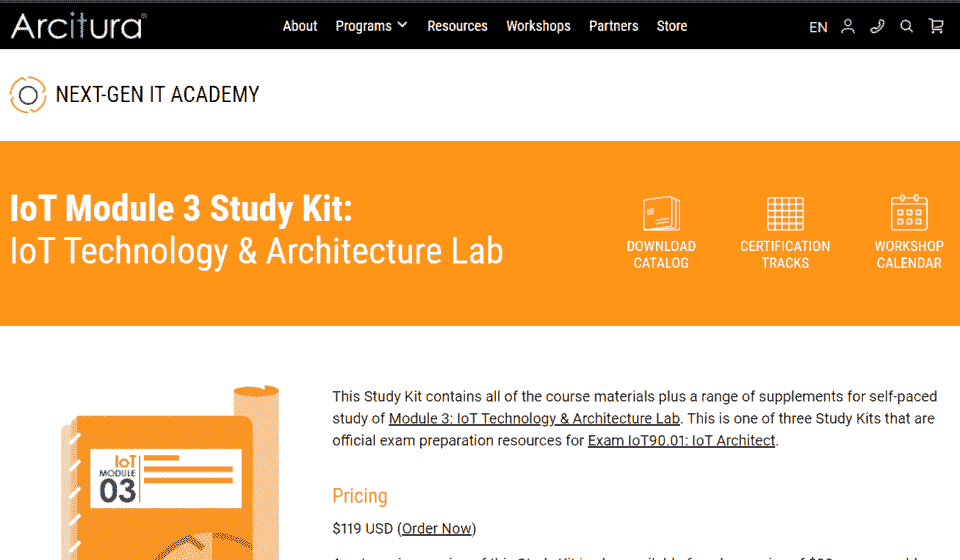 Arcitura®
About Programs Resources Workshops Partners Store
EN
NEXT-GEN IT ACADEMY
IoT Module 3 Study Kit:
IoT Technology & Architecture Lab
DOWNLOAD
CATALOG
CERTIFICATION
TRACKS
WORKSHOP
CALENDAR
IoT
MODULE
03
This Study Kit contains all of the course materials plus a range of supplements for self-paced
study of Module 3: IoT Technology & Architecture Lab. This is one of three Study Kits that are
official exam preparation resources for Exam IoT90.01: IoT Architect.
Pricing
$119 USD (Order Now)